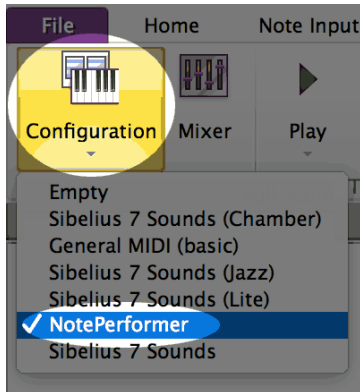 File Home Note Input
Configuration Mixer Play
Empty
Sibelius 7 Sounds (Chamber)
General MIDI (basic)
Sibelius 7 Sounds (Jazz)
Sibelius 7 Sounds (Lite)
✓ NotePerformer
Sibelius 7 Sounds